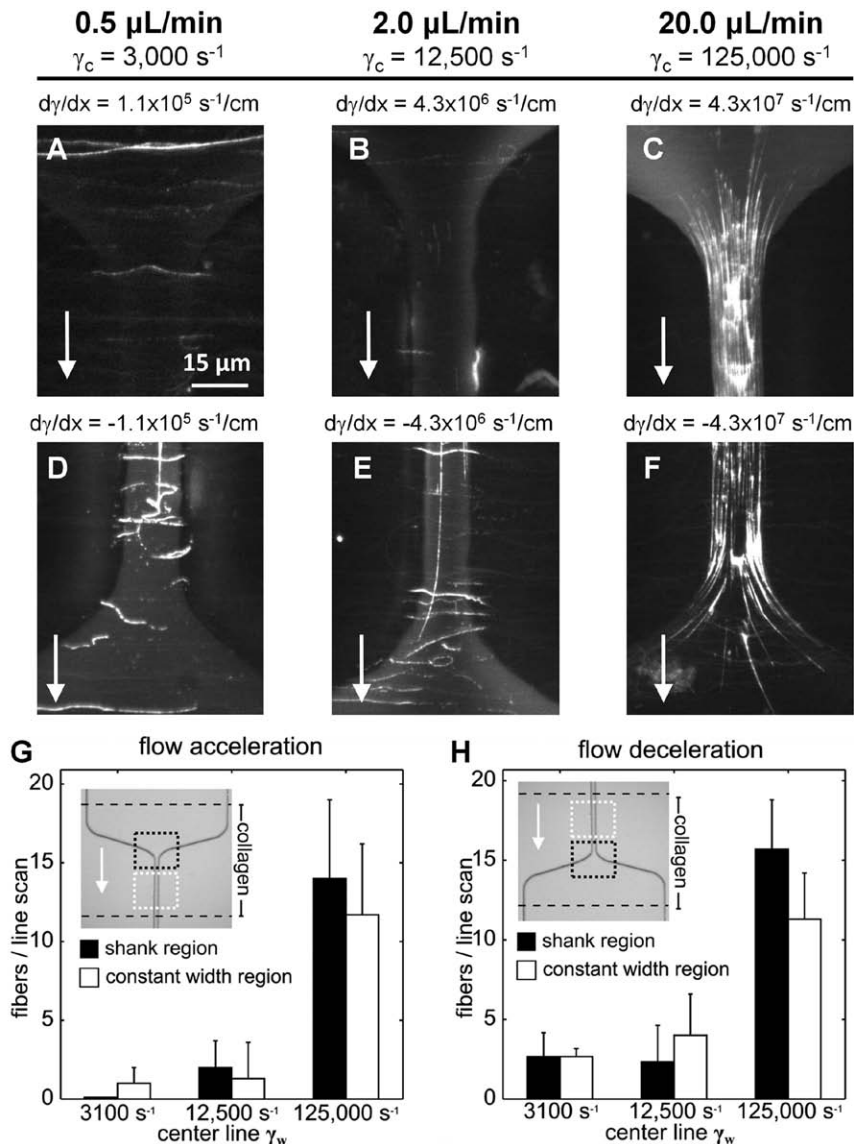 0.5 µL/min 2.0 µL/min 20.0 µL/min
γc = 3,000 s-1 γc = 12,500 s-1 γc = 125,000 s-1
dγ/dx = 1.1x10⁵ s-1/cm dγ/dx = 4.3x10⁶ s-1/cm dγ/dx = 4.3x10⁷ s-1/cm
A B C
15 µm
dγ/dx = -1.1x10⁵ s-1/cm dγ/dx = -4.3x10⁶ s-1/cm dγ/dx = -4.3x10⁷ s-1/cm
D E F
G flow acceleration
fibers / line scan
20
15
10
5
0
collagen
shank region
constant width region
3100 s-1 12,500 s-1 125,000 s-1
center line γw
H flow deceleration
fibers / line scan
20
15
10
5
0
collagen
shank region
constant width region
3100 s-1 12,500 s-1 125,000 s-1
center line γw